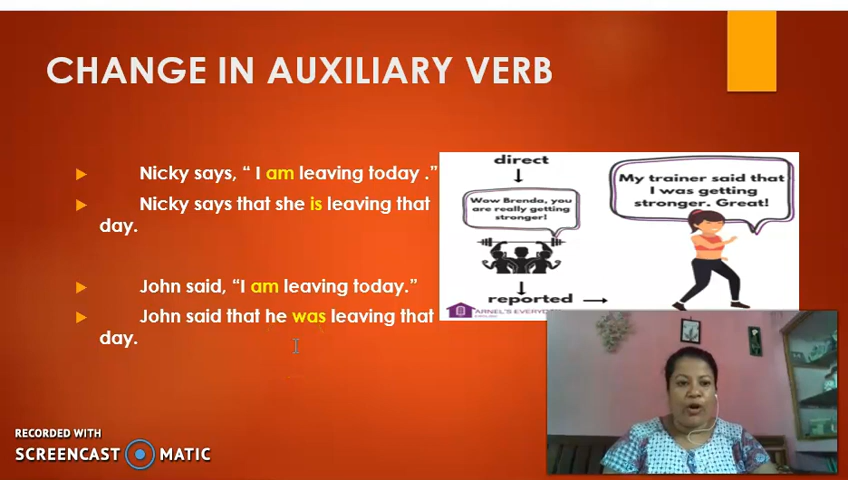 CHANGE IN AUXILIARY VERB
Nicky says, “ I am leaving today .”
Nicky says that she is leaving that
day.
John said, “I am leaving today.”
John said that he was leaving that
day.
direct
Wow Brenda, you
are really getting
stronger!
reported
My trainer said that
I was getting
stronger. Great!
ARNEL'S EVERYDAY
RECORDED WITH
SCREENCAST MATIC